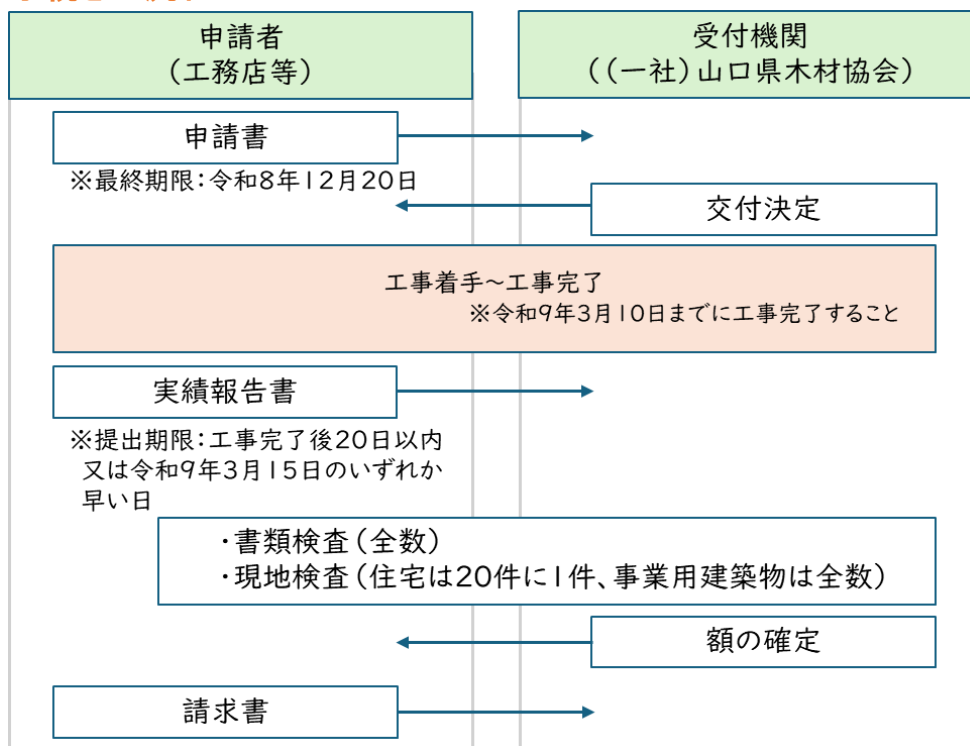 申請者
（工務店等）
受付機関
（（一社）山口県木材協会）
申請書
※最終期限：令和8年12月20日
交付決定
工事着手～工事完了
※令和9年3月10日までに工事完了すること
実績報告書
※提出期限：工事完了後20日以内
又は令和9年3月15日のいずれか
早い日
・書類検査（全数）
・現地検査（住宅は20件に1件、事業用建築物は全数）
額の確定
請求書